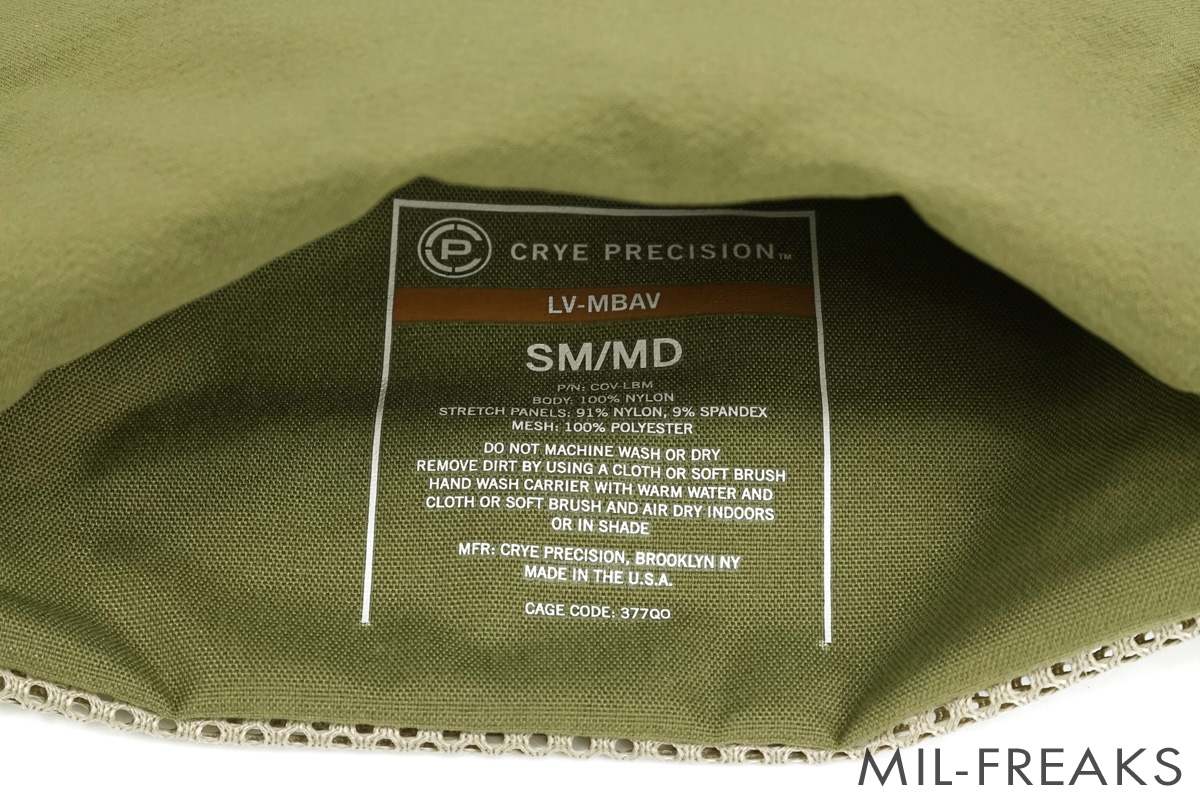 CP CRYE PRECISION™
LV-MBAV
SM/MD
P/N: COV-LBM
BODY: 100% NYLON
STRETCH PANELS: 91% NYLON, 9% SPANDEX
MESH: 100% POLYESTER
DO NOT MACHINE WASH OR DRY
REMOVE DIRT BY USING A CLOTH OR SOFT BRUSH
HAND WASH CARRIER WITH WARM WATER AND
CLOTH OR SOFT BRUSH AND AIR DRY INDOORS
OR IN SHADE
MFR: CRYE PRECISION, BROOKLYN NY
MADE IN THE U.S.A.
CAGE CODE: 377Q0
MIL-FREAKS